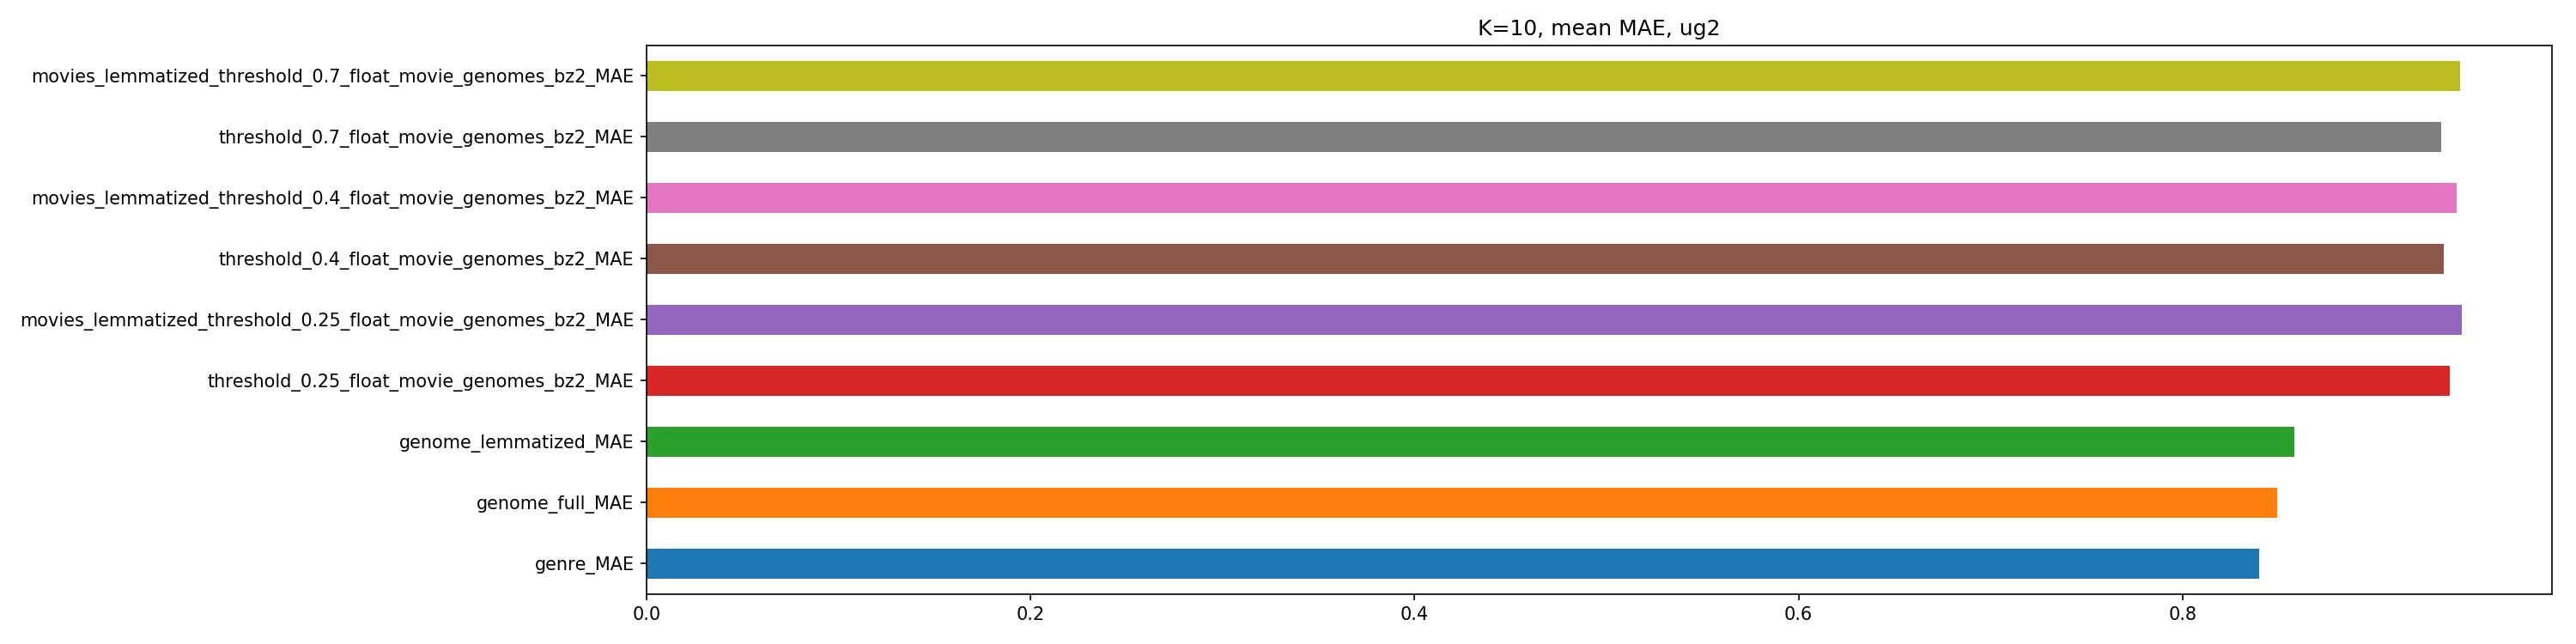 K=10, mean MAE, ug2
movies_lemmatized_threshold_0.7_float_movie_genomes_bz2_MAE
threshold_0.7_float_movie_genomes_bz2_MAE
movies_lemmatized_threshold_0.4_float_movie_genomes_bz2_MAE
threshold_0.4_float_movie_genomes_bz2_MAE
movies_lemmatized_threshold_0.25_float_movie_genomes_bz2_MAE
threshold_0.25_float_movie_genomes_bz2_MAE
genome_lemmatized_MAE
genome_full_MAE
genre_MAE
0.0 0.2 0.4 0.6 0.8